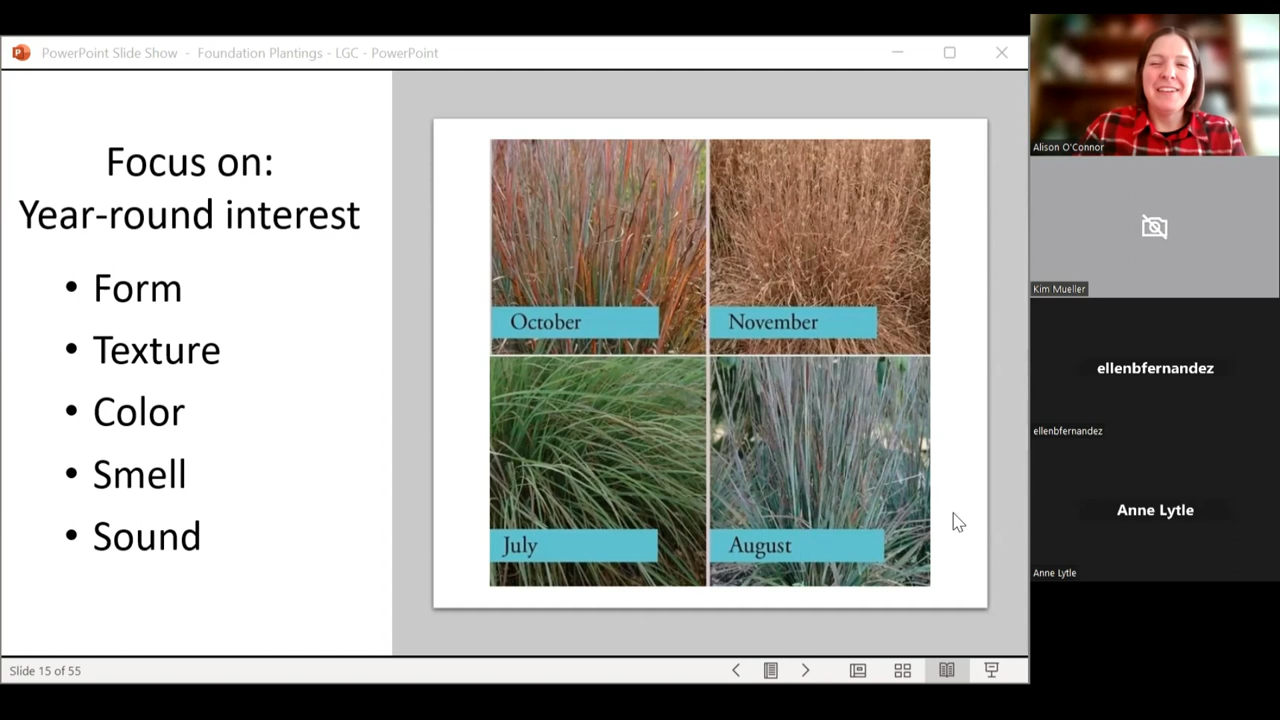 PowerPoint Slide Show - Foundation Plantings - LGC - PowerPoint
Focus on:
Year-round interest
• Form
• Texture
• Color
• Smell
• Sound
October
November
July
August
Slide 15 of 55
Alison O'Connor
Kim Mueller
ellenbfernandez
ellenbfernandez
Anne Lytle
Anne Lytle